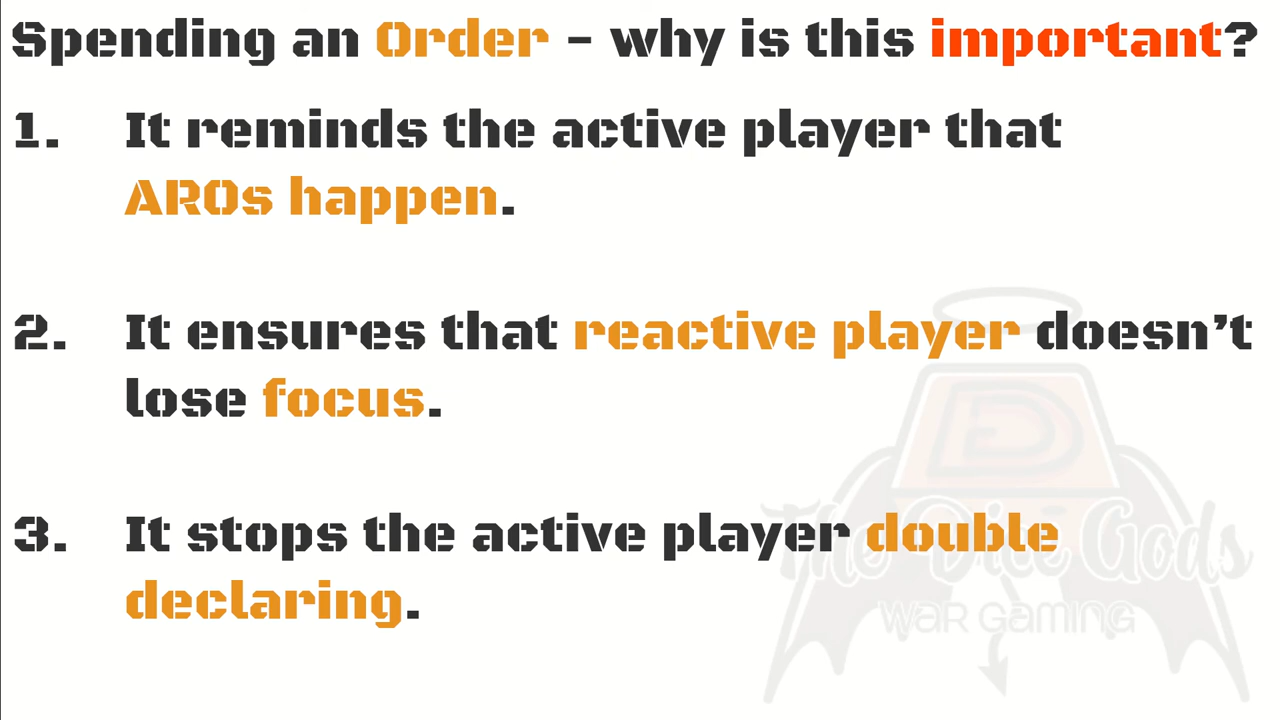 Spending an Order – why is this important?
1. It reminds the active player that
AROs happen.
2. It ensures that reactive player doesn’t
lose focus.
3. It stops the active player double
declaring.
D
The Dice Gods
WAR GAMING